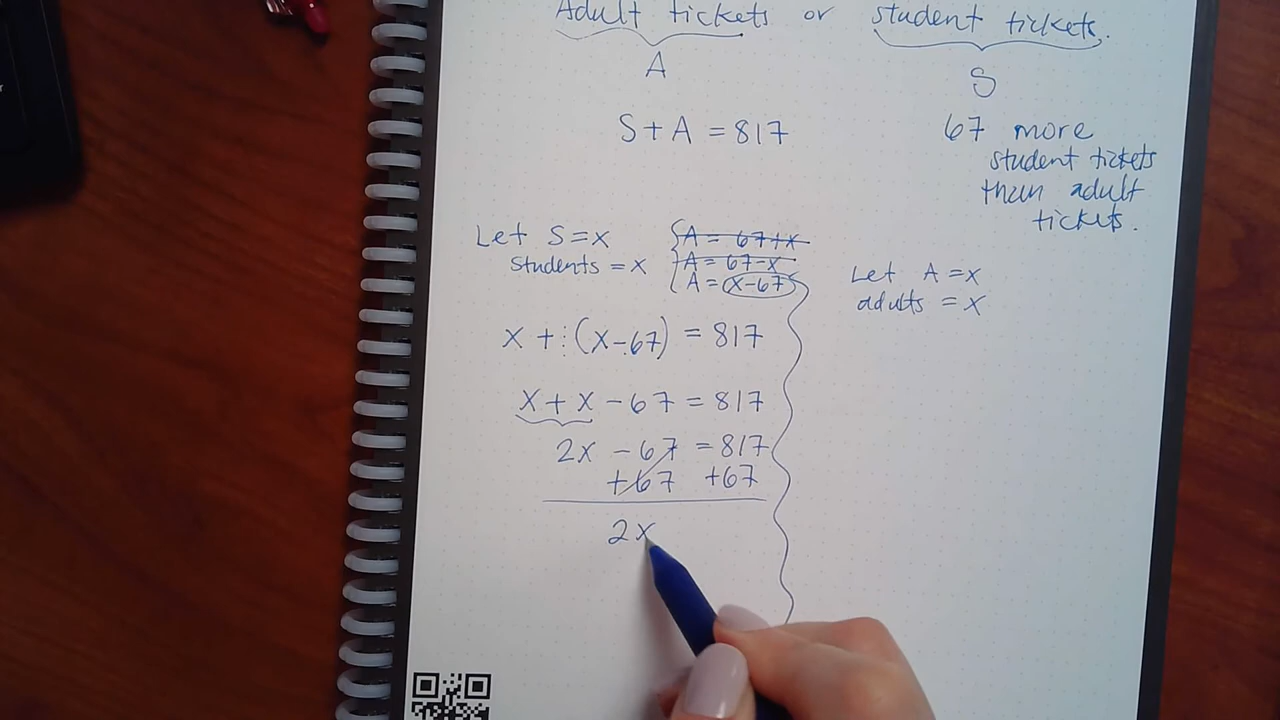 Adult tickets or student tickets.
A
S
S + A = 817
67 more
student tickets
than adult
tickets.
Let S = x
students = x
A = 67 + x
A = 67 - x
A = x - 67
x + (x - 67) = 817
x + x - 67 = 817
2x - 67 = 817
+67 +67
2x
Let A = x
adults = x